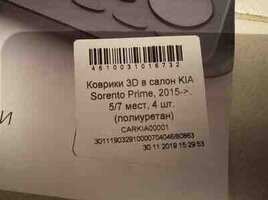 46100031016732
Коврики 3D в салон KIA
Sorento Prime, 2015->.
5/7 мест, 4 шт.
(полиуретан)
CARKIA00001
30.11.2019 15:29:53
И